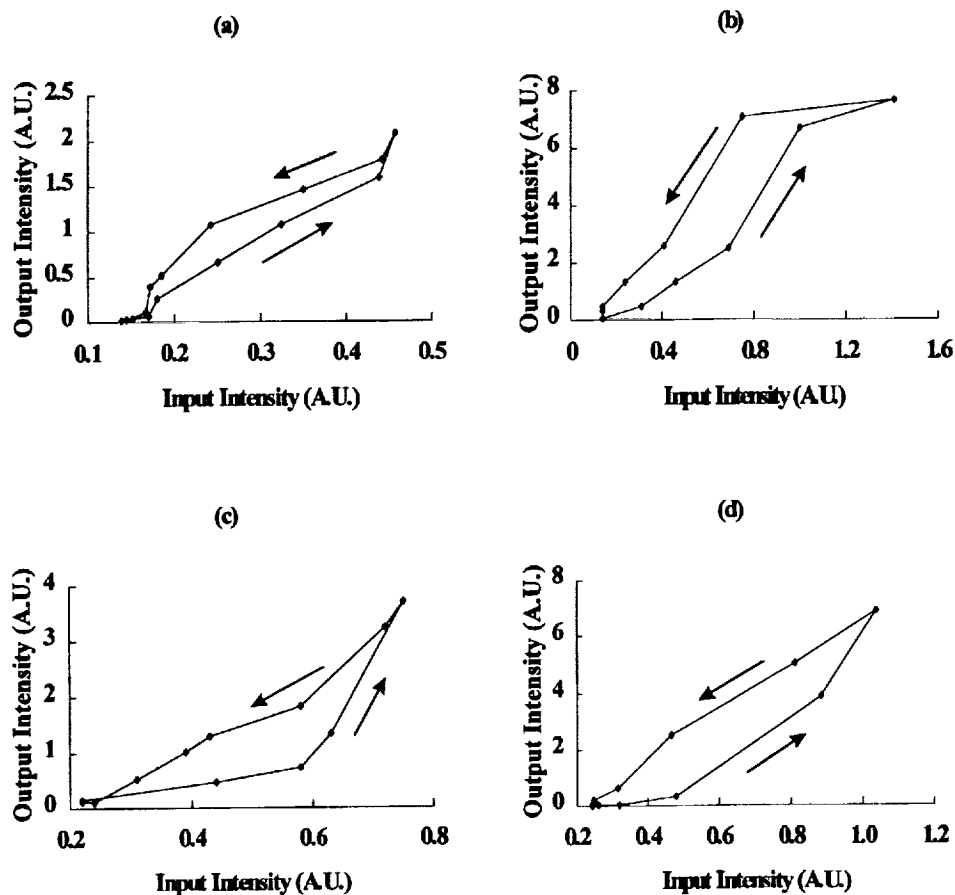 (a)
Output Intensity (A.U.)
2.5
2
1.5
1
0.5
0
0.1 0.2 0.3 0.4 0.5
Input Intensity (A.U.)
(b)
Output Intensity (A.U.)
8
6
4
2
0
0 0.4 0.8 1.2 1.6
Input Intensity (A.U.)
(c)
Output Intensity (A.U.)
4
3
2
1
0
0.2 0.4 0.6 0.8
Input Intensity (A.U.)
(d)
Output Intensity (A.U.)
8
6
4
2
0
0.2 0.4 0.6 0.8 1.0 1.2
Input Intensity (A.U.)